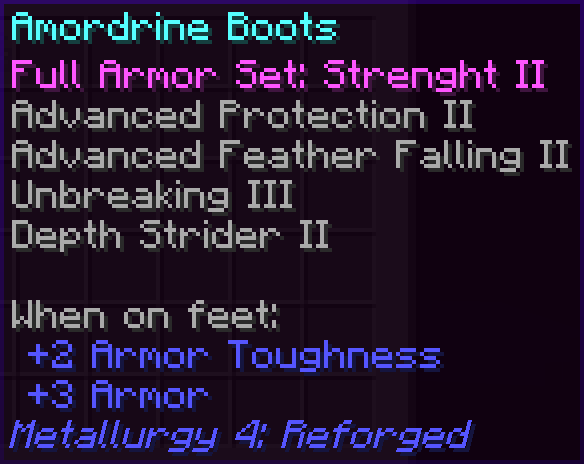 Amordrine Boots
Full Armor Set: Strenght II
Advanced Protection II
Advanced Feather Falling II
Unbreaking III
Depth Strider II
When on feet:
+2 Armor Toughness
+3 Armor
Metallurgy 4: Reforged